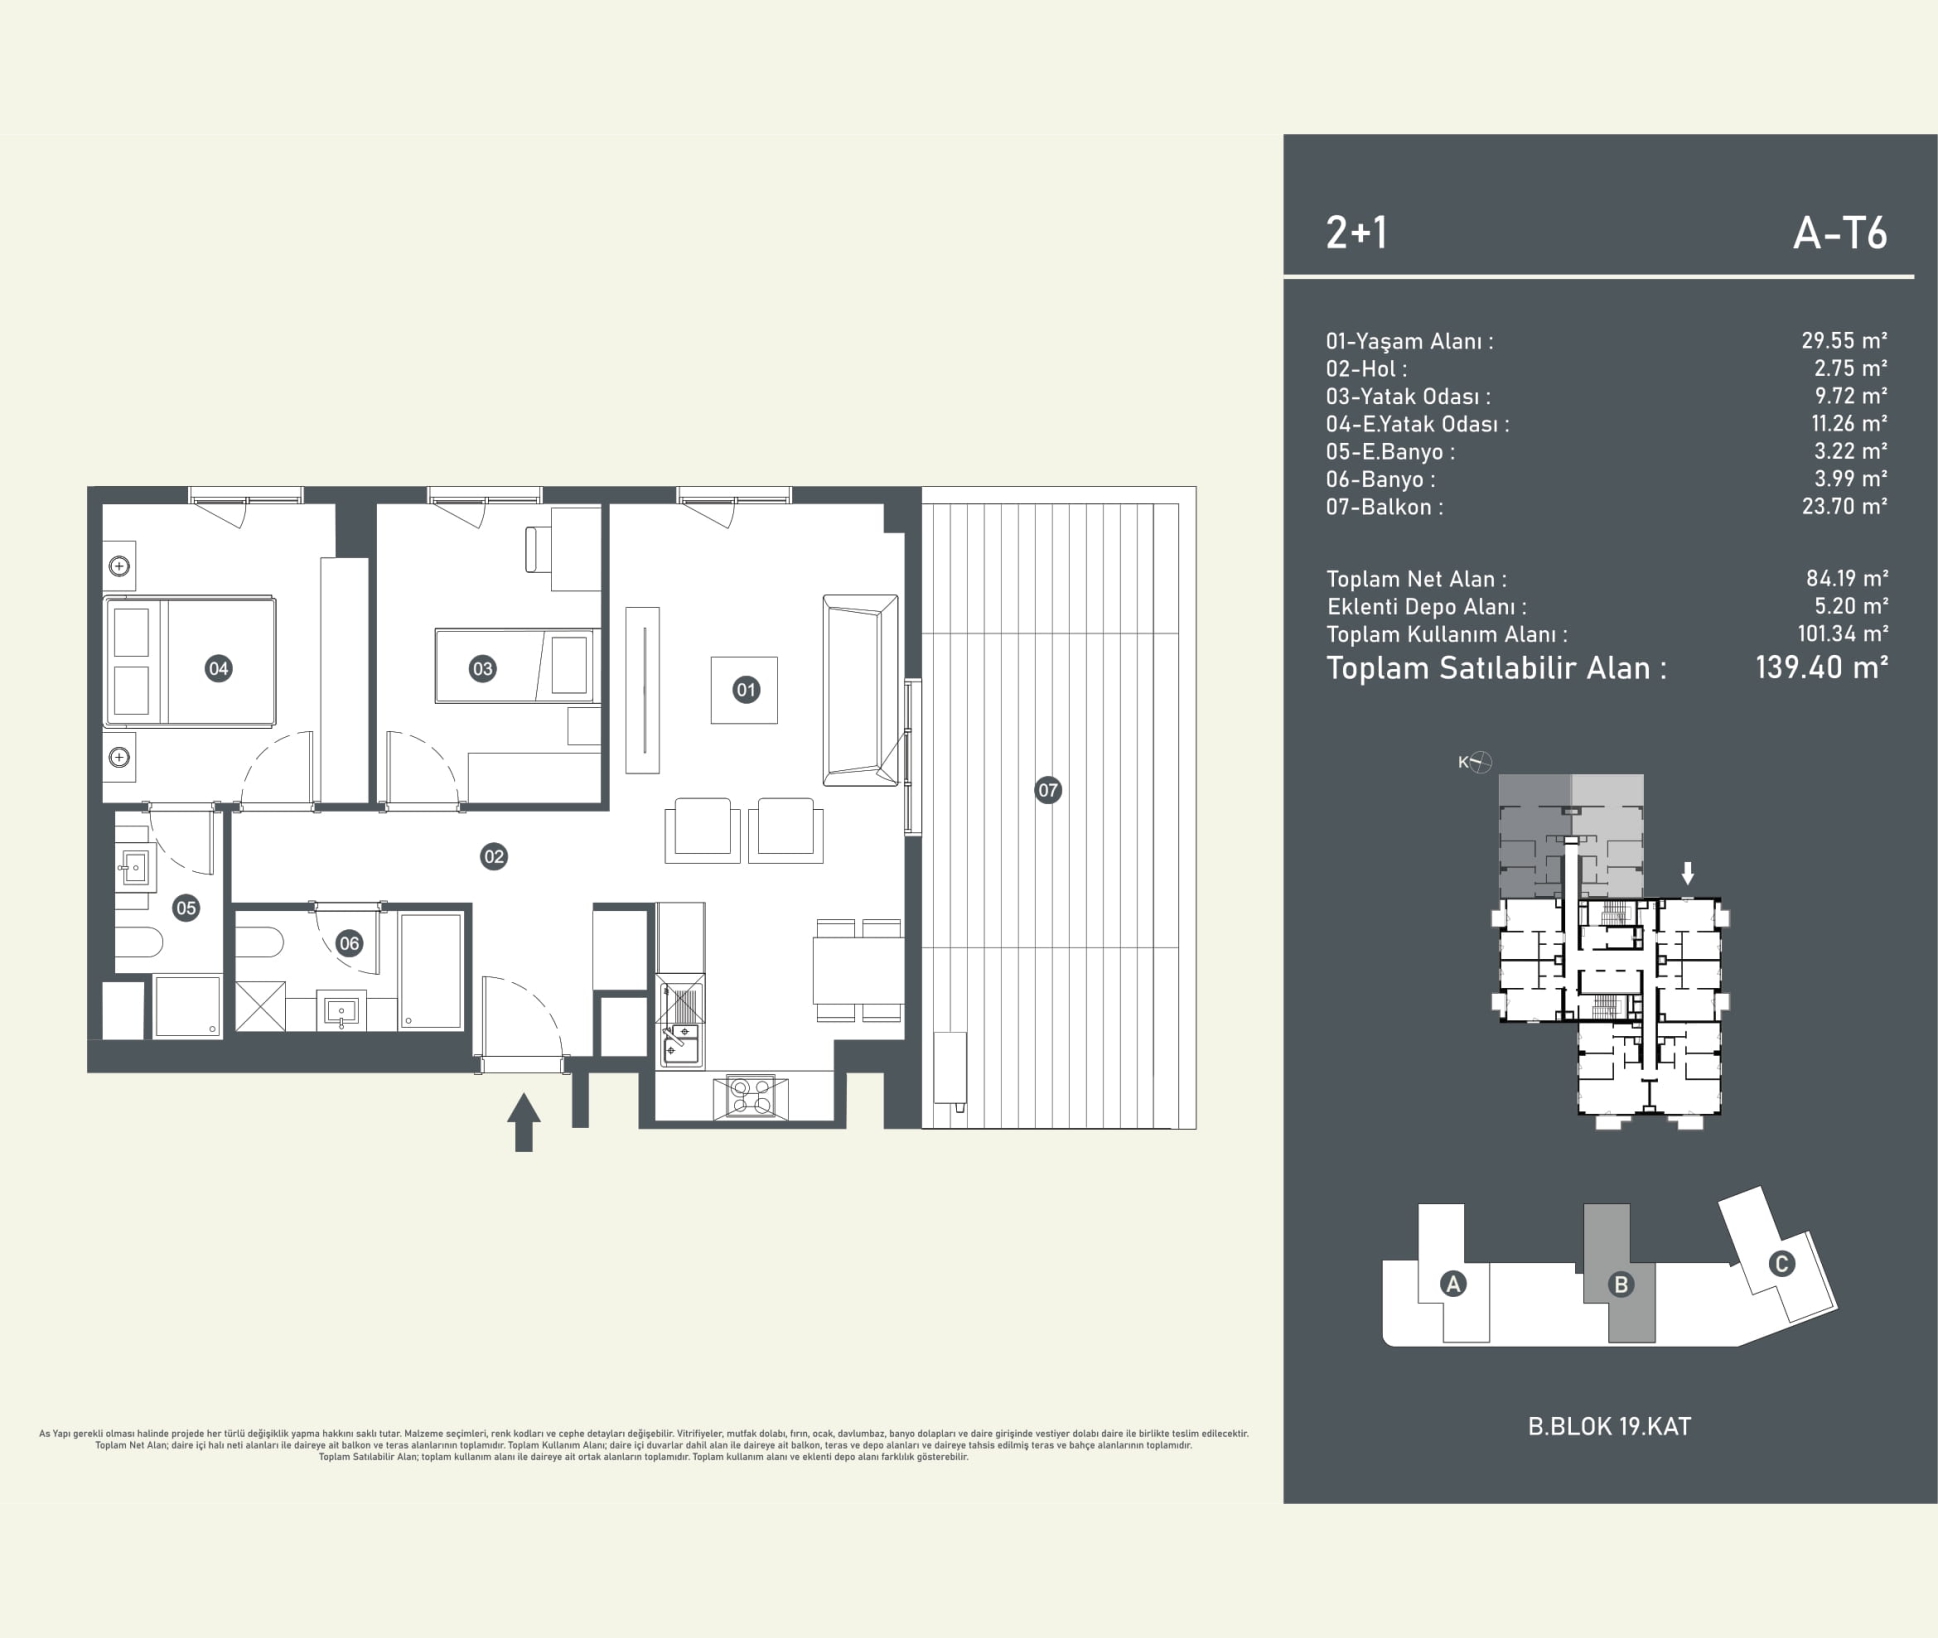 2+1 A-T6
01-Yaşam Alanı : 29.55 m²
02-Hol : 2.75 m²
03-Yatak Odası : 9.72 m²
04-E.Yatak Odası : 11.26 m²
05-E.Banyo : 3.22 m²
06-Banyo : 3.99 m²
07-Balkon : 23.70 m²
Toplam Net Alan : 84.19 m²
Eklenti Depo Alanı : 5.20 m²
Toplam Kullanım Alanı : 101.34 m²
Toplam Satılabilir Alan : 139.40 m²
04
03
01
07
02
05
06
K
A
B
C
B.BLOK 19.KAT
As Yapı gerekli olması halinde projede her türlü değişiklik yapma hakkını saklı tutar. Malzeme seçimleri, renk kodları ve cephe detayları değişebilir. Vitrifiyeler, mutfak dolabı, fırın, ocak, davlumbaz, banyo dolapları ve daire girişinde vestiyer dolabı daire ile birlikte teslim edilecektir.
Toplam Net Alan; daire içi halı neti alanları ile daireye ait balkon ve teras alanlarının toplamıdır. Toplam Kullanım Alanı; daire içi duvarlar dahil alan ile daireye ait balkon, teras ve depo alanları ve daireye tahsis edilmiş teras ve bahçe alanlarının toplamıdır.
Toplam Satılabilir Alan; toplam kullanım alanı ile daireye ait ortak alanların toplamıdır. Toplam kullanım alanı ve eklenti depo alanı farklılık gösterebilir.